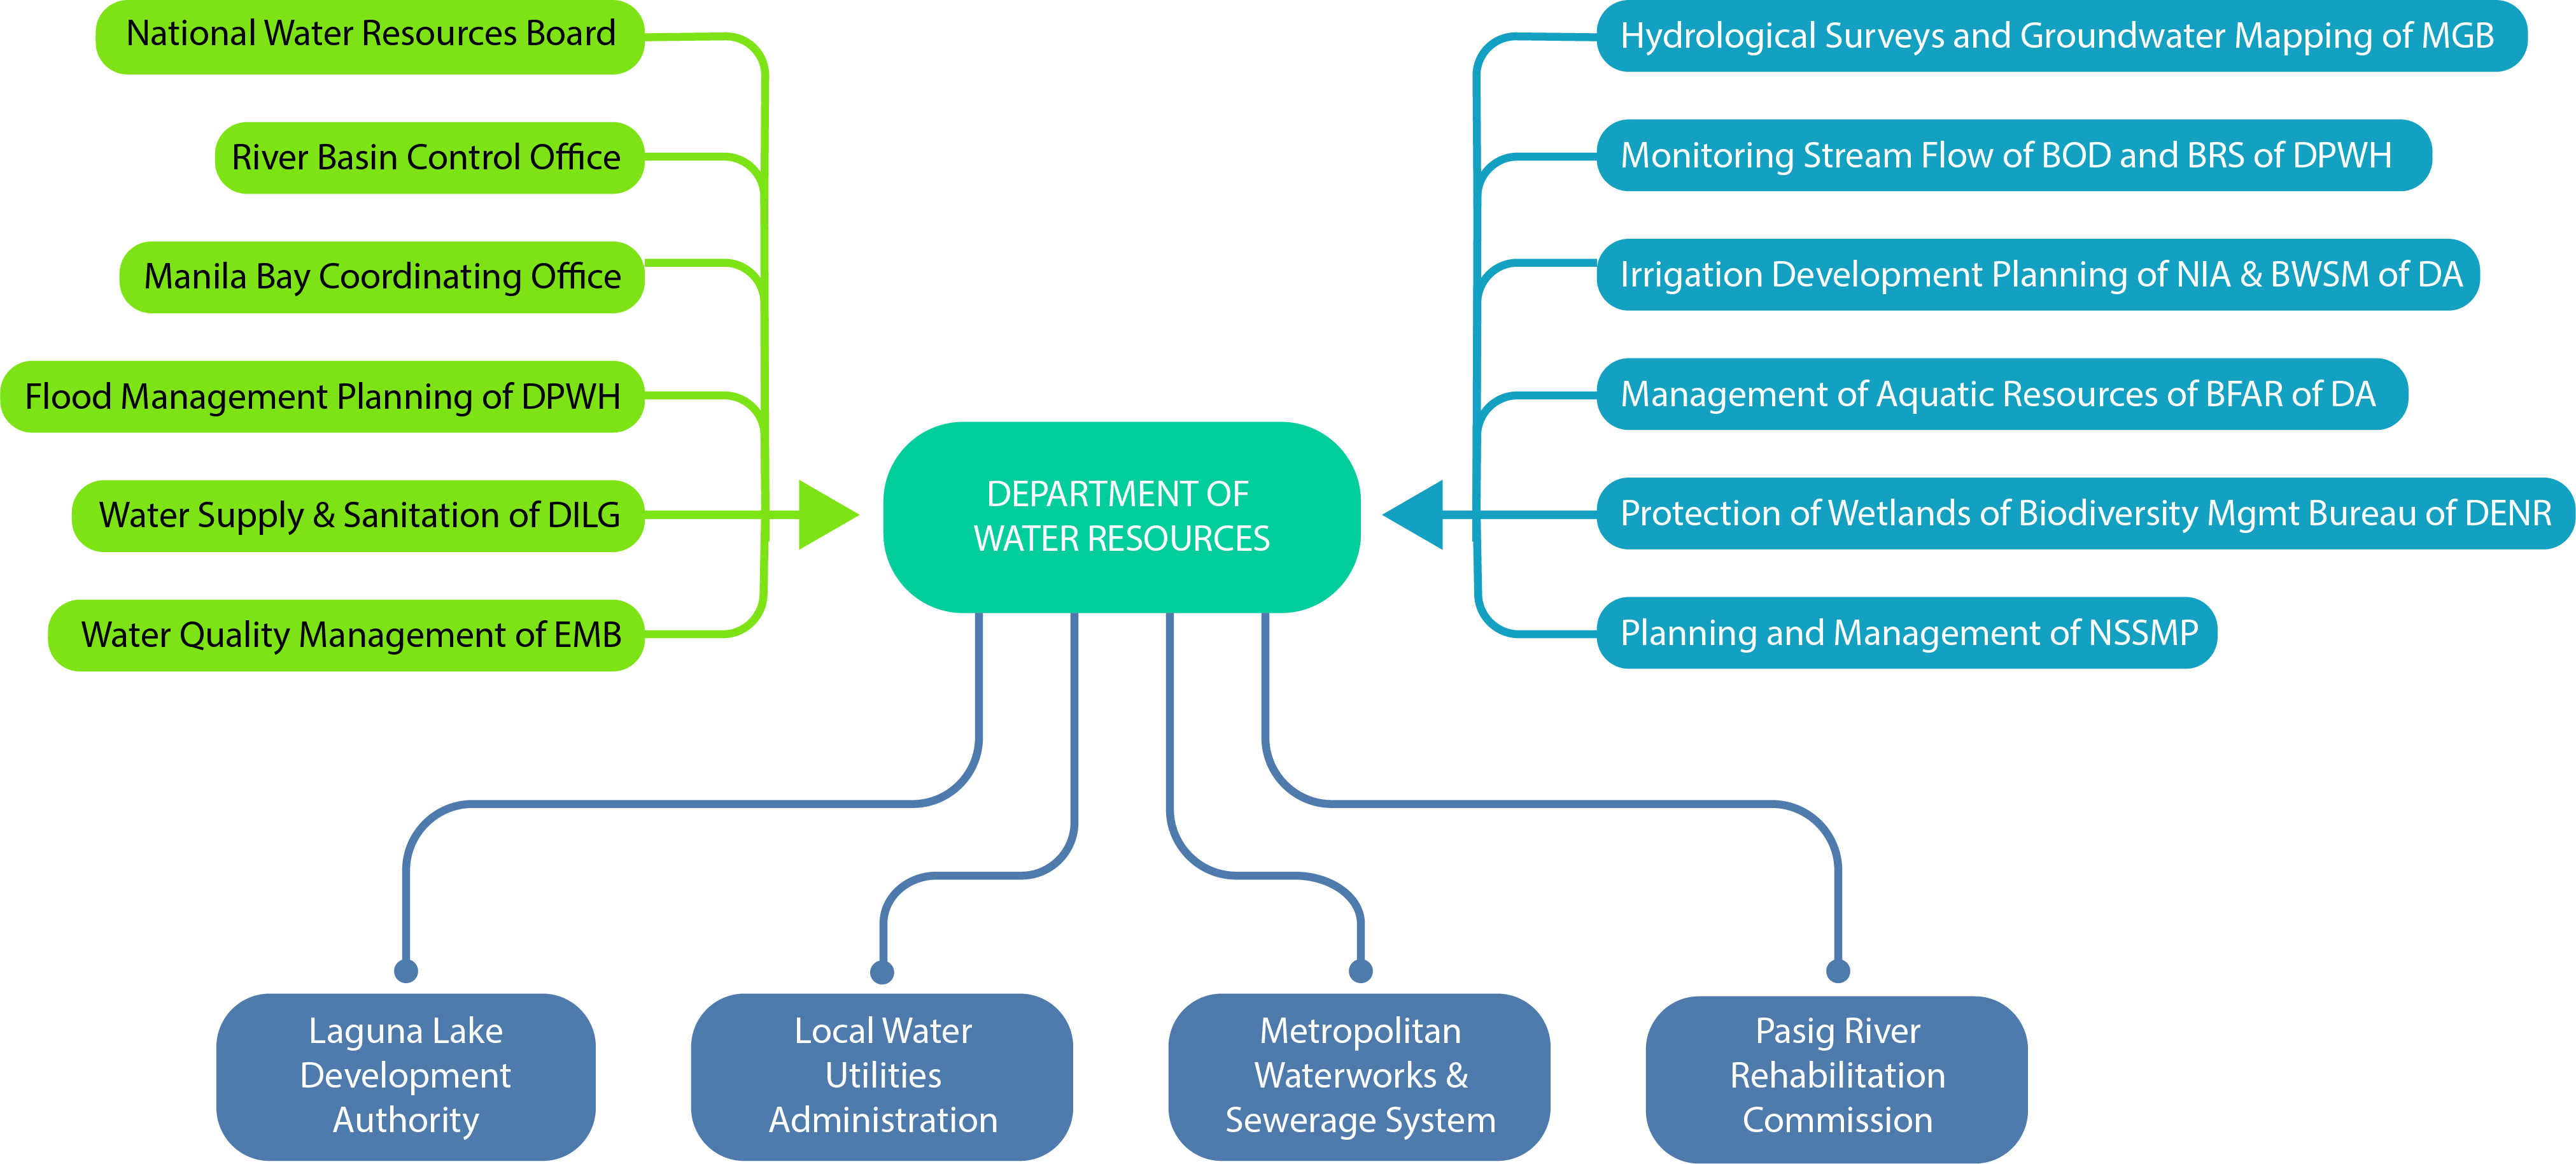 National Water Resources Board
River Basin Control Office
Manila Bay Coordinating Office
Flood Management Planning of DPWH
Water Supply & Sanitation of DILG
Water Quality Management of EMB
Hydrological Surveys and Groundwater Mapping of MGB
Monitoring Stream Flow of BOD and BRS of DPWH
Irrigation Development Planning of NIA & BWSM of DA
Management of Aquatic Resources of BFAR of DA
Protection of Wetlands of Biodiversity Mgmt Bureau of DENR
Planning and Management of NSSMP
DEPARTMENT OF
WATER RESOURCES
Laguna Lake
Development
Authority
Local Water
Utilities
Administration
Metropolitan
Waterworks &
Sewerage System
Pasig River
Rehabilitation
Commission